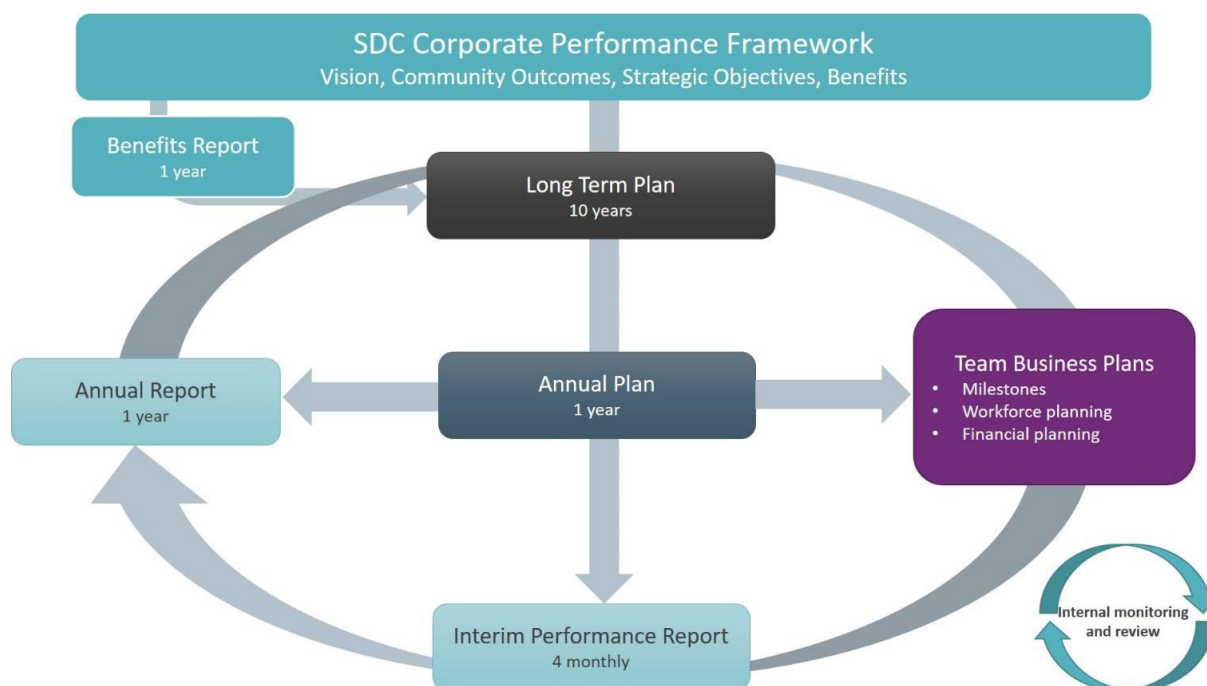 SDC Corporate Performance Framework
Vision, Community Outcomes, Strategic Objectives, Benefits
Benefits Report
1 year
Long Term Plan
10 years
Annual Report
1 year
Annual Plan
1 year
Team Business Plans
• Milestones
• Workforce planning
• Financial planning
Interim Performance Report
4 monthly
Internal monitoring
and review